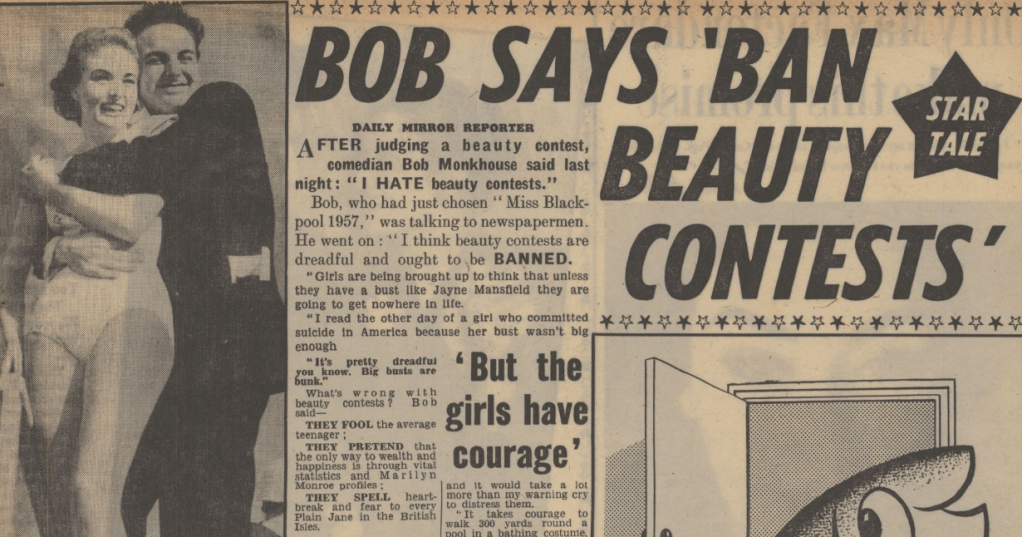 BOB SAYS 'BAN
BEAUTY
CONTESTS'
STAR
TALE
DAILY MIRROR REPORTER
AFTER judging a beauty contest,
comedian Bob Monkhouse said last
night: "I HATE beauty contests."
Bob, who had just chosen "Miss Black-
pool 1957," was talking to newspapermen.
He went on: "I think beauty contests are
dreadful and ought to be BANNED.
"Girls are being brought up to think that unless
they have a bust like Jayne Mansfield they are
going to get nowhere in life.
"I read the other day of a girl who committed
suicide in America because her bust wasn't big
enough
"It's pretty dreadful
you know. Big busts are
bunk."
What's wrong with
beauty contests? Bob
said—
THEY FOOL the average
teenager;
THEY PRETEND that
the only way to wealth and
happiness is through vital
statistics and Marilyn
Monroe profiles;
THEY SPELL heart-
break and fear to every
Plain Jane in the British
Isles.
'But the
girls have
courage'
and it would take a lot
more than my warning cry
to distress them.
"It takes courage to
walk 300 yards round a
pool in a bathing costume.